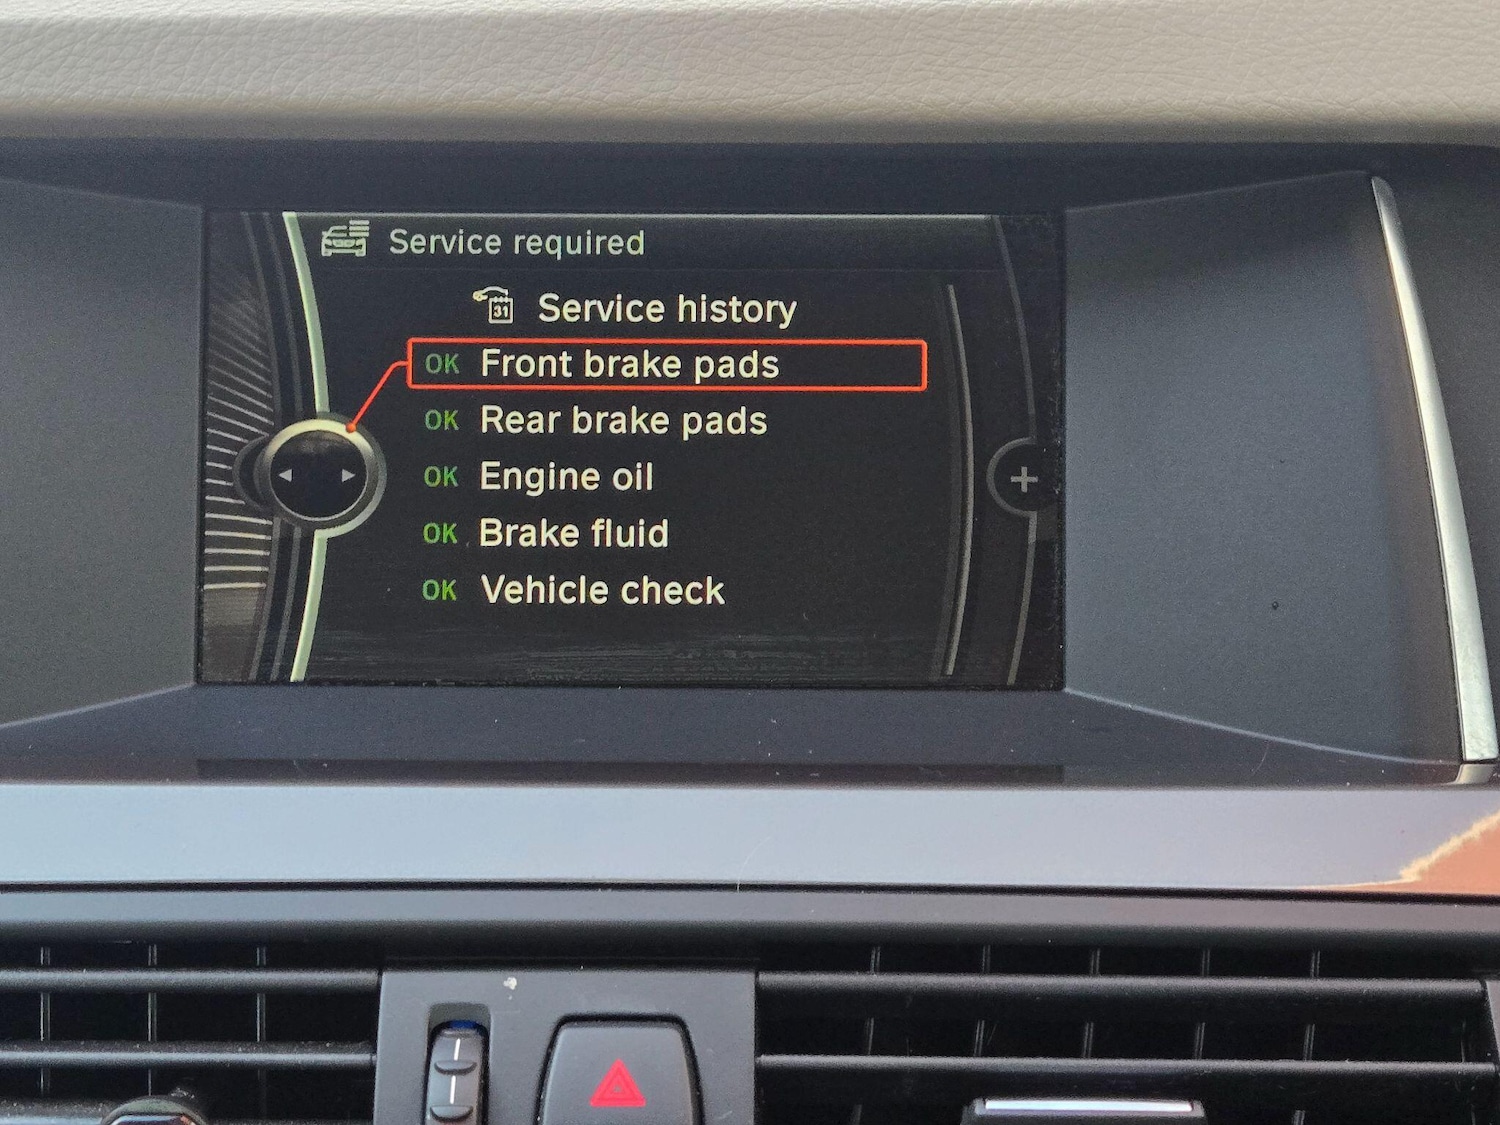 Service required
31 Service history
OK Front brake pads
OK Rear brake pads
OK Engine oil
OK Brake fluid
OK Vehicle check